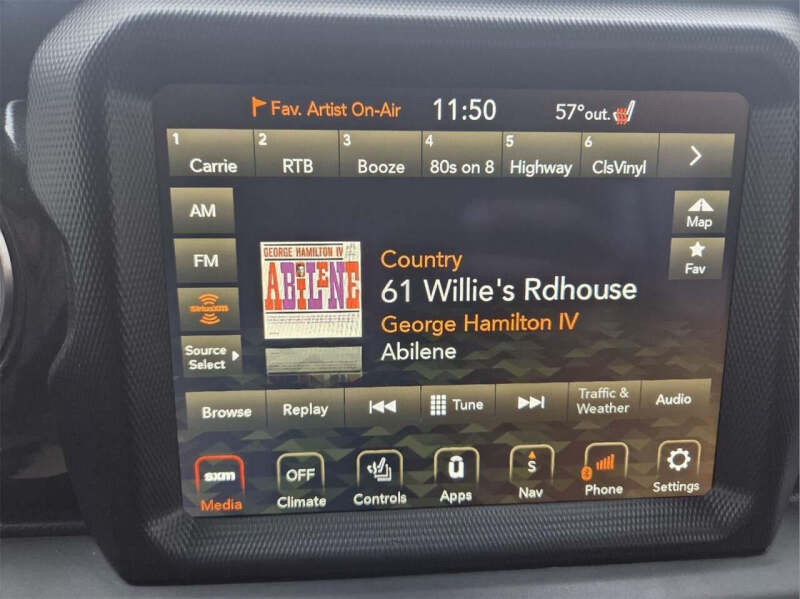 Fav. Artist On-Air 11:50 57°out.
1 2 3 4 5 6
Carrie RTB Booze 80s on 8 Highway ClsVinyl
AM
Map
FM
Fav
siriusxm
Source
Select
GEORGE HAMILTON IV
ABILENE
Country
61 Willie's Rdhouse
George Hamilton IV
Abilene
Browse Replay Tune Traffic &
Weather Audio
sxm OFF S
Media Climate Controls Apps Nav Phone Settings